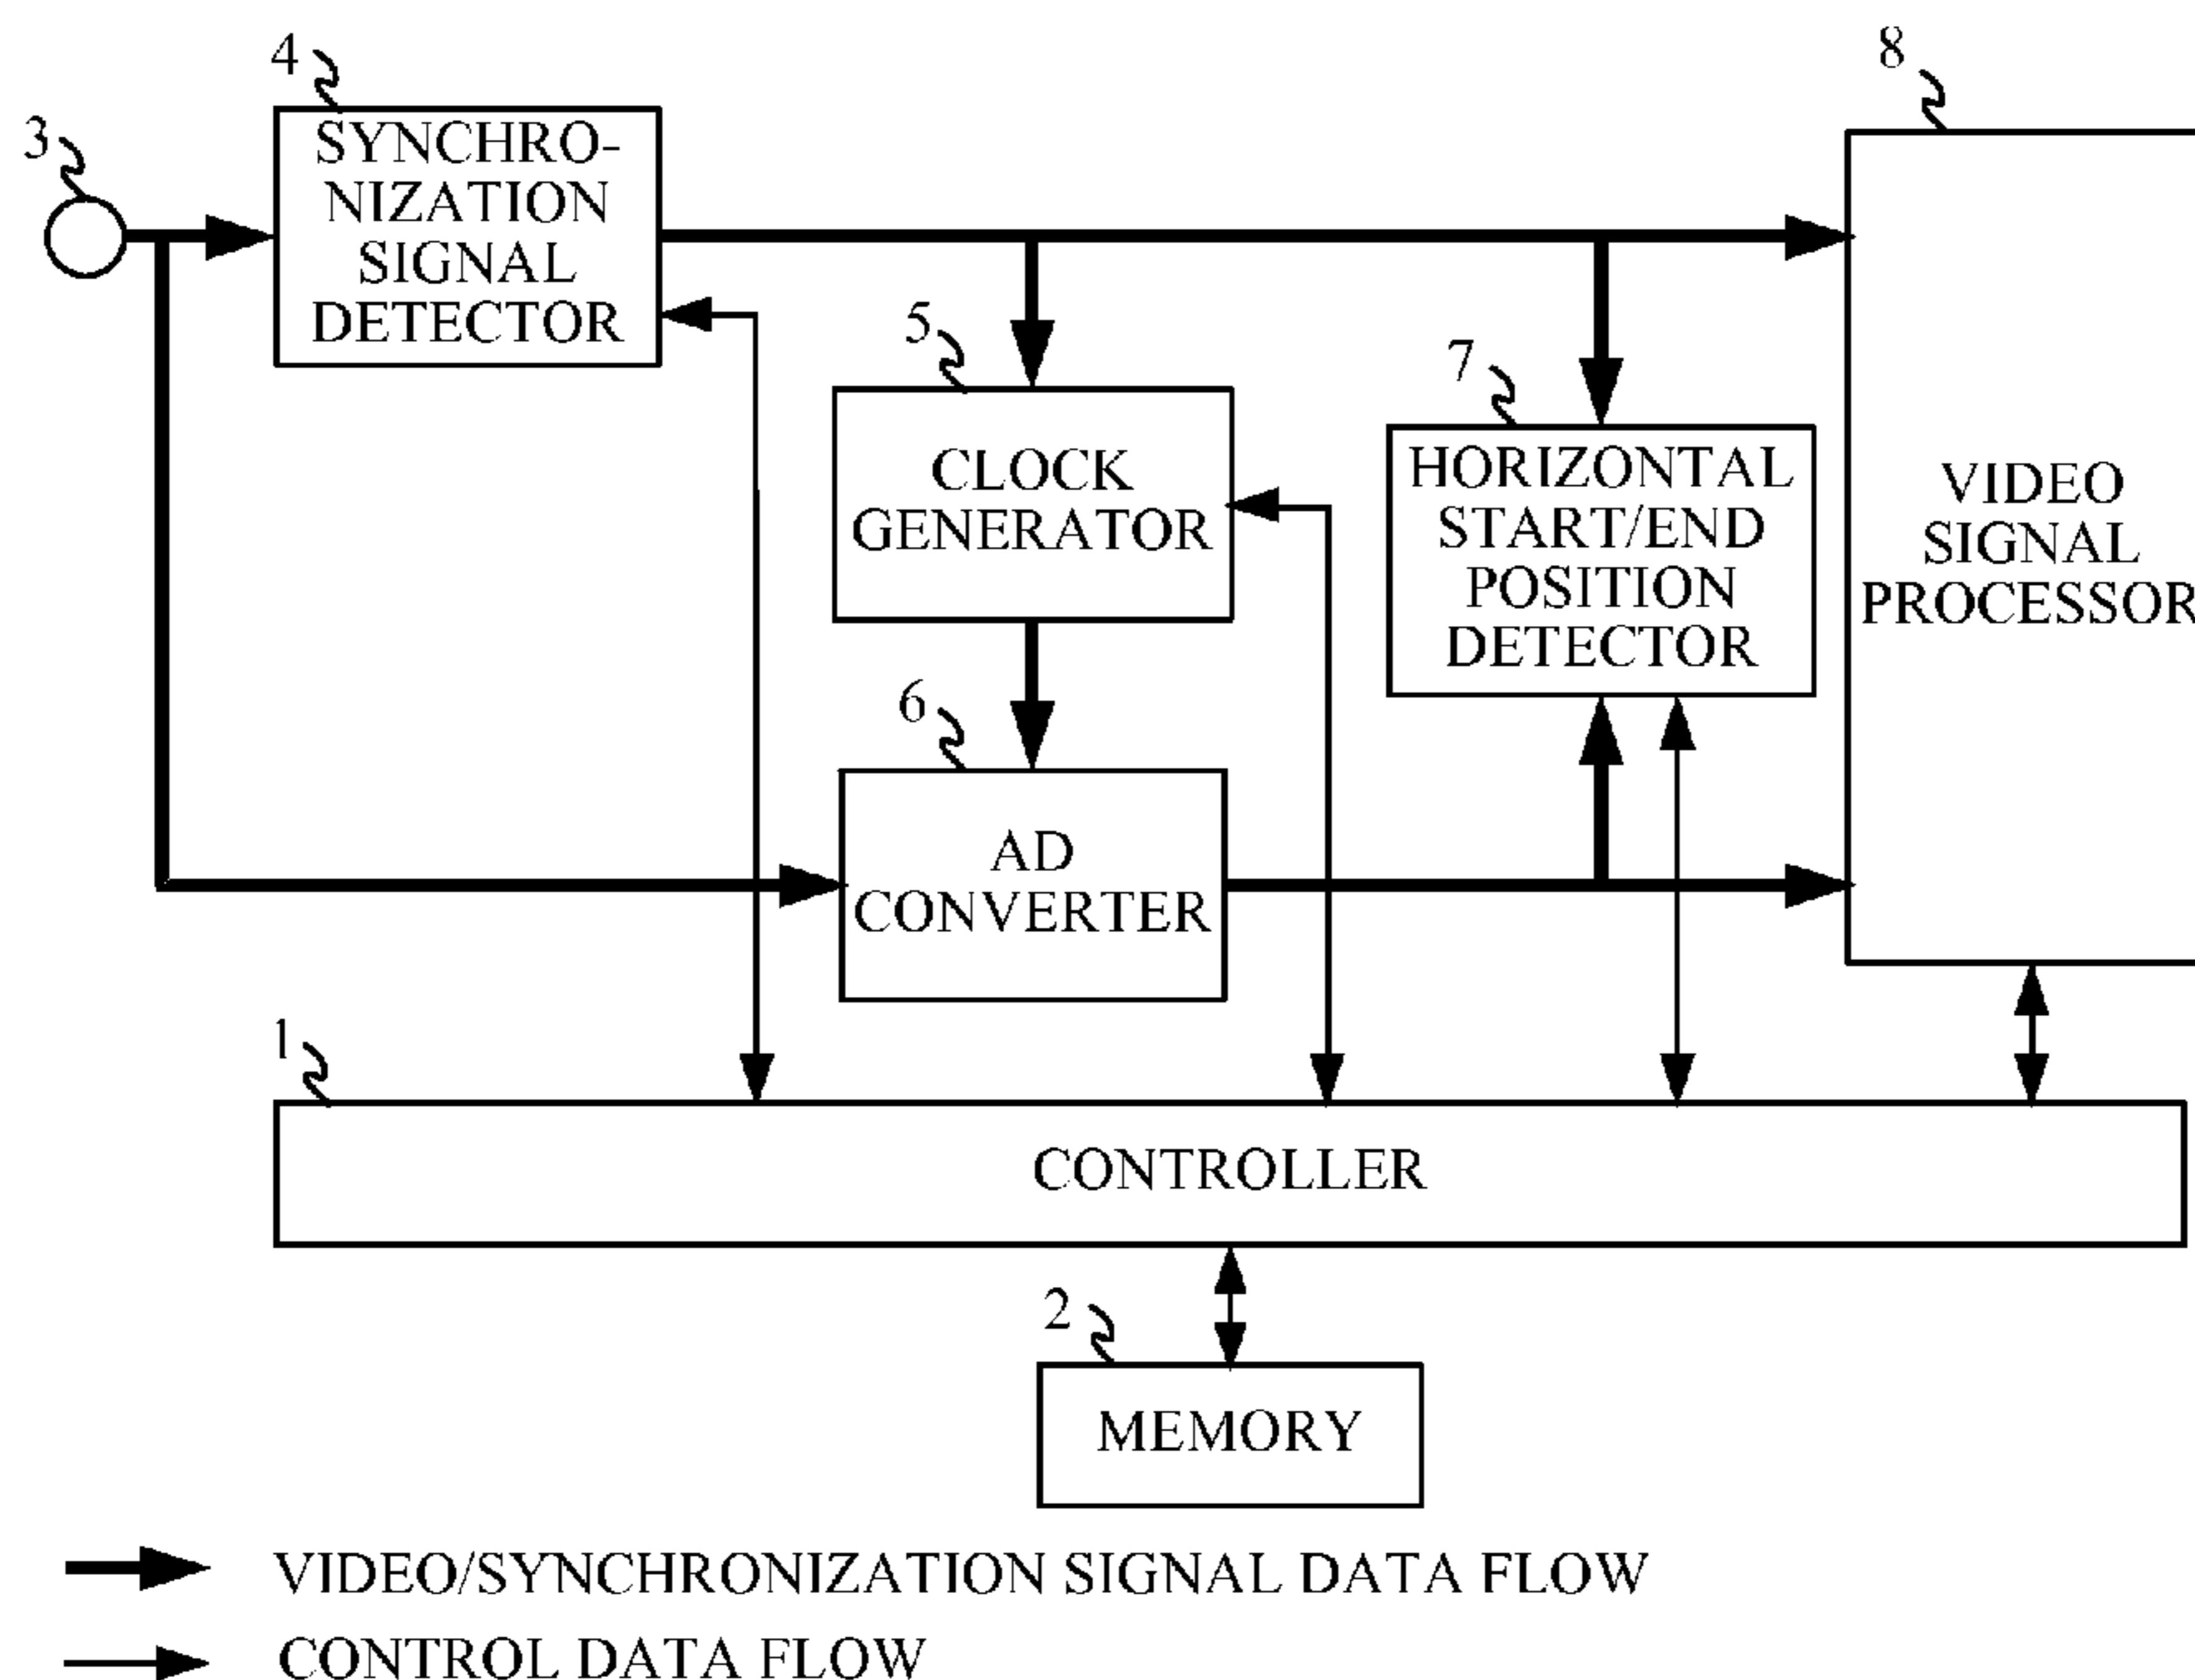 4
8
3
SYNCHRO-
NIZATION
SIGNAL
DETECTOR
5
7
CLOCK
GENERATOR
HORIZONTAL
START/END
POSITION
DETECTOR
VIDEO
SIGNAL
PROCESSOR
6
AD
CONVERTER
1
CONTROLLER
2
MEMORY
VIDEO/SYNCHRONIZATION SIGNAL DATA FLOW
CONTROL DATA FLOW